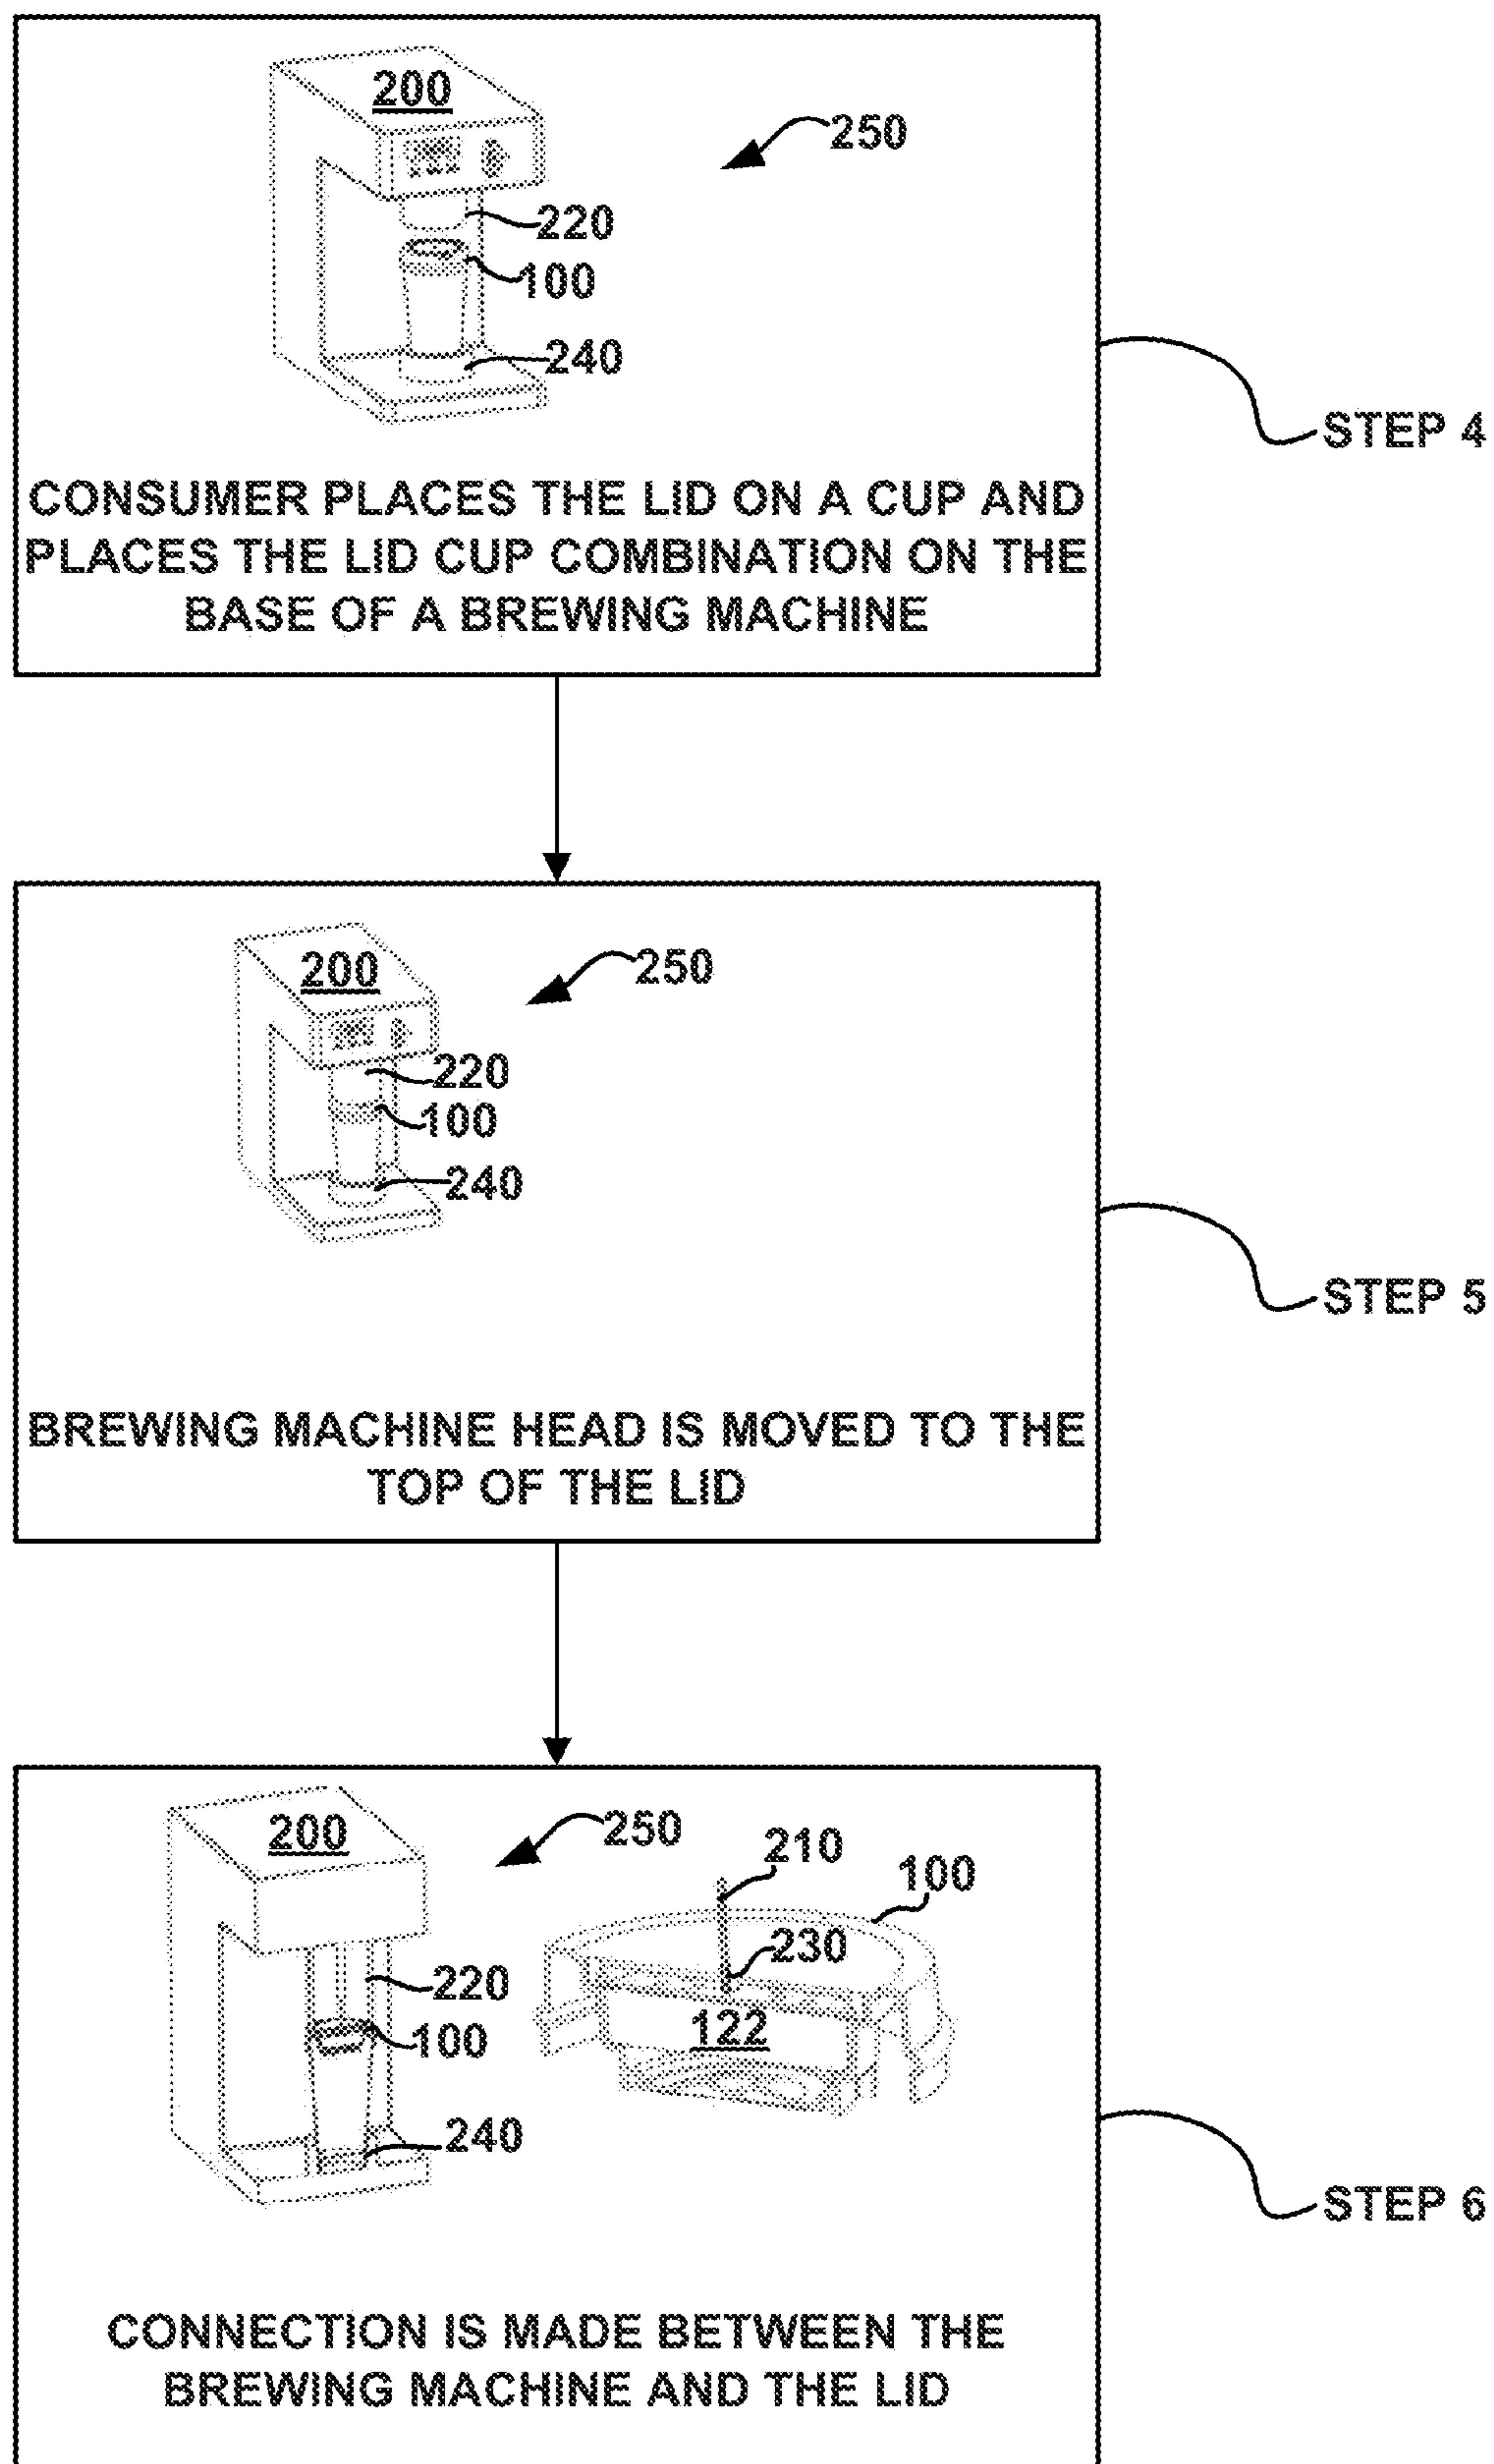 200
250
220
100
240
STEP 4
CONSUMER PLACES THE LID ON A CUP AND
PLACES THE LID CUP COMBINATION ON THE
BASE OF A BREWING MACHINE
200
250
220
100
240
STEP 5
BREWING MACHINE HEAD IS MOVED TO THE
TOP OF THE LID
200
250
210
100
230
220
122
100
240
STEP 6
CONNECTION IS MADE BETWEEN THE
BREWING MACHINE AND THE LID